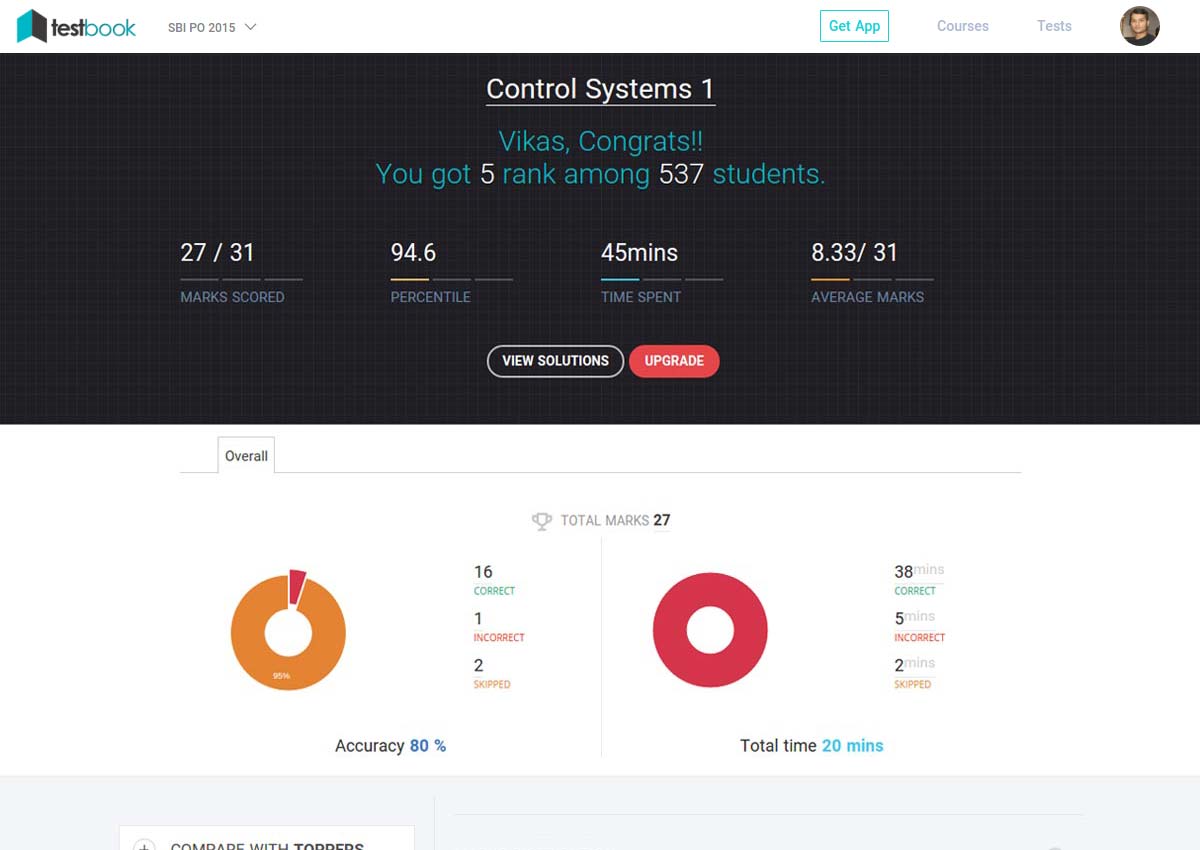 testbook SBI PO 2015 Get App Courses Tests
Control Systems 1
Vikas, Congrats!!
You got 5 rank among 537 students.
27 / 31 94.6 45mins 8.33/ 31
MARKS SCORED PERCENTILE TIME SPENT AVERAGE MARKS
VIEW SOLUTIONS UPGRADE
Overall
TOTAL MARKS 27
95%
16
CORRECT
1
INCORRECT
2
SKIPPED
Accuracy 80 %
38mins
CORRECT
5mins
INCORRECT
2mins
SKIPPED
Total time 20 mins
COMPARE WITH TOPPERS